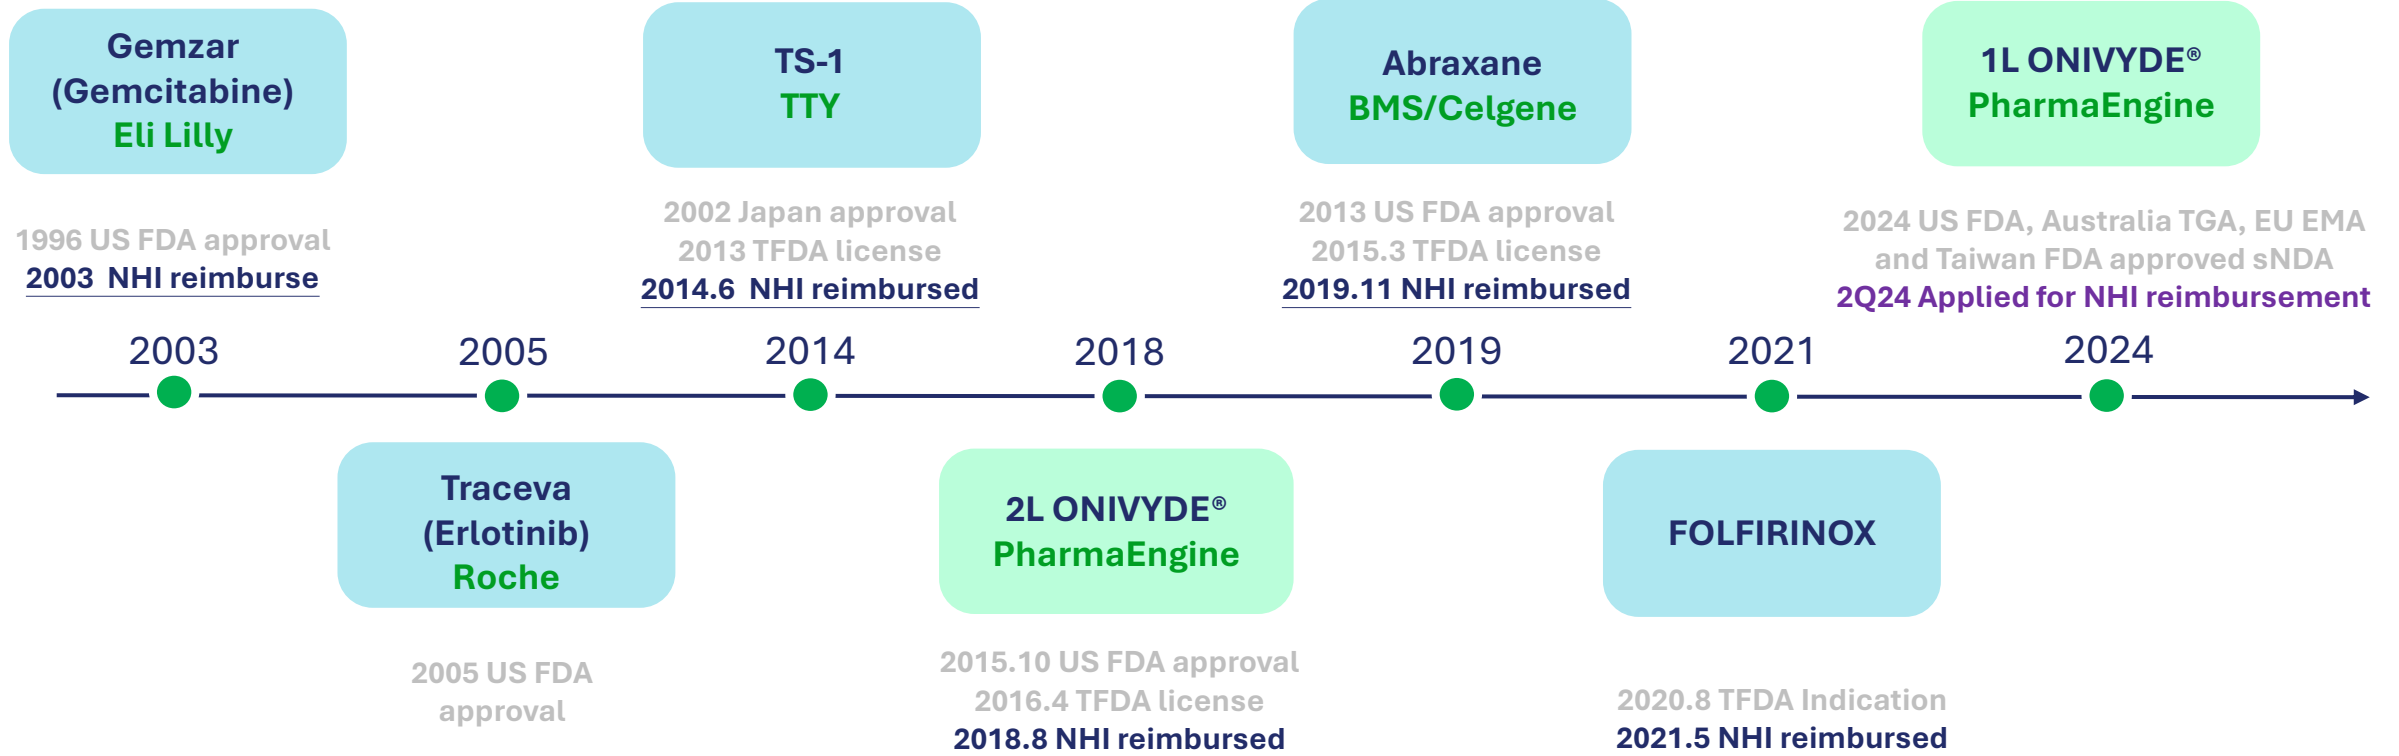 Gemzar
(Gemcitabine)
Eli Lilly
1996 US FDA approval
2003 NHI reimburse
TS-1
TTY
2002 Japan approval
2013 TFDA license
2014.6 NHI reimbursed
Abraxane
BMS/Celgene
2013 US FDA approval
2015.3 TFDA license
2019.11 NHI reimbursed
1L ONIVYDE®
PharmaEngine
2024 US FDA, Australia TGA, EU EMA
and Taiwan FDA approved sNDA
2Q24 Applied for NHI reimbursement
2003
2005
2014
2018
2019
2021
2024
Traceva
(Erlotinib)
Roche
2005 US FDA
approval
2L ONIVYDE®
PharmaEngine
2015.10 US FDA approval
2016.4 TFDA license
2018.8 NHI reimbursed
FOLFIRINOX
2020.8 TFDA Indication
2021.5 NHI reimbursed